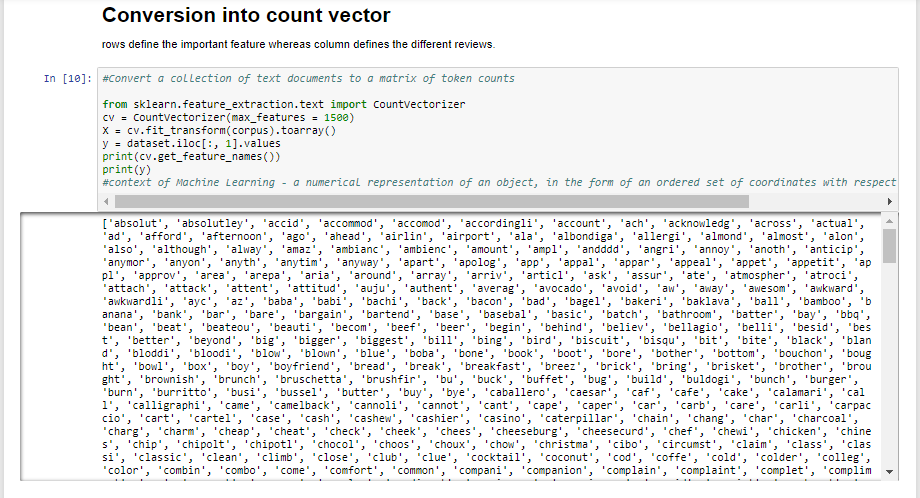 Conversion into count vector
rows define the important feature whereas column defines the different reviews.
In [10]:
#Convert a collection of text documents to a matrix of token counts
from sklearn.feature_extraction.text import CountVectorizer
cv = CountVectorizer(max_features = 1500)
X = cv.fit_transform(corpus).toarray()
y = dataset.iloc[:, 1].values
print(cv.get_feature_names())
print(y)
#context of Machine Learning - a numerical representation of an object, in the form of an ordered set of coordinates with respect
['absolut', 'absolutley', 'accid', 'accommod', 'accomod', 'accordingli', 'account', 'ach', 'acknowledg', 'across', 'actual',
'ad', 'afford', 'afternoon', 'ago', 'ahead', 'airlin', 'airport', 'ala', 'albondiga', 'allergi', 'almond', 'almost', 'alon',
'also', 'although', 'alway', 'amaz', 'ambianc', 'ambienc', 'amount', 'ampl', 'andddd', 'angri', 'annoy', 'anoth', 'anticip',
'anymor', 'anyon', 'anyth', 'anytim', 'anyway', 'apart', 'apolog', 'app', 'appal', 'appar', 'appeal', 'appet', 'appetit', 'ap
pl', 'approv', 'area', 'arepa', 'aria', 'around', 'array', 'arriv', 'articl', 'ask', 'assur', 'ate', 'atmospher', 'atroci',
'attach', 'attack', 'attent', 'attitud', 'auju', 'authent', 'averag', 'avocado', 'avoid', 'aw', 'away', 'awesom', 'awkward',
'awkwardli', 'ayc', 'az', 'baba', 'babi', 'bachi', 'back', 'bacon', 'bad', 'bagel', 'bakeri', 'baklava', 'ball', 'bamboo', 'b
anana', 'bank', 'bar', 'bare', 'bargain', 'bartend', 'base', 'basebal', 'basic', 'batch', 'bathroom', 'batter', 'bay', 'bbq',
'bean', 'beat', 'beateou', 'beauti', 'becom', 'beef', 'beer', 'begin', 'behind', 'believ', 'bellagio', 'belli', 'besid', 'bes
t', 'better', 'beyond', 'big', 'bigger', 'biggest', 'bill', 'bing', 'bird', 'biscuit', 'bisqu', 'bit', 'bite', 'black', 'blan
d', 'bloddi', 'bloodi', 'blow', 'blown', 'blue', 'boba', 'bone', 'book', 'boot', 'bore', 'bother', 'bottom', 'bouchon', 'boug
ht', 'bowl', 'box', 'boy', 'boyfriend', 'bread', 'break', 'breakfast', 'breez', 'brick', 'bring', 'brisket', 'brother', 'brou
ght', 'brownish', 'brunch', 'bruschetta', 'brushfir', 'bu', 'buck', 'buffet', 'bug', 'build', 'buldogi', 'bunch', 'burger',
'burn', 'burritto', 'busi', 'bussel', 'butter', 'buy', 'bye', 'caballero', 'caesar', 'caf', 'cafe', 'cake', 'calamari', 'cal
l', 'calligraphi', 'came', 'camelback', 'cannoli', 'cannot', 'cant', 'cape', 'caper', 'car', 'carb', 'care', 'carli', 'carpac
cio', 'cart', 'cartel', 'case', 'cash', 'cashew', 'cashier', 'casino', 'caterpillar', 'chain', 'chang', 'char', 'charcoal',
'charg', 'charm', 'cheap', 'cheat', 'check', 'cheek', 'chees', 'cheeseburg', 'cheesecurd', 'chef', 'chewi', 'chicken', 'chine
s', 'chip', 'chipolt', 'chipotl', 'chocol', 'choos', 'choux', 'chow', 'christma', 'cibo', 'circumst', 'claim', 'class', 'clas
si', 'classic', 'clean', 'climb', 'close', 'club', 'clue', 'cocktail', 'coconut', 'cod', 'coffe', 'cold', 'colder', 'colleg',
'color', 'combin', 'combo', 'come', 'comfort', 'common', 'compani', 'companion', 'complain', 'complaint', 'complet', 'complim